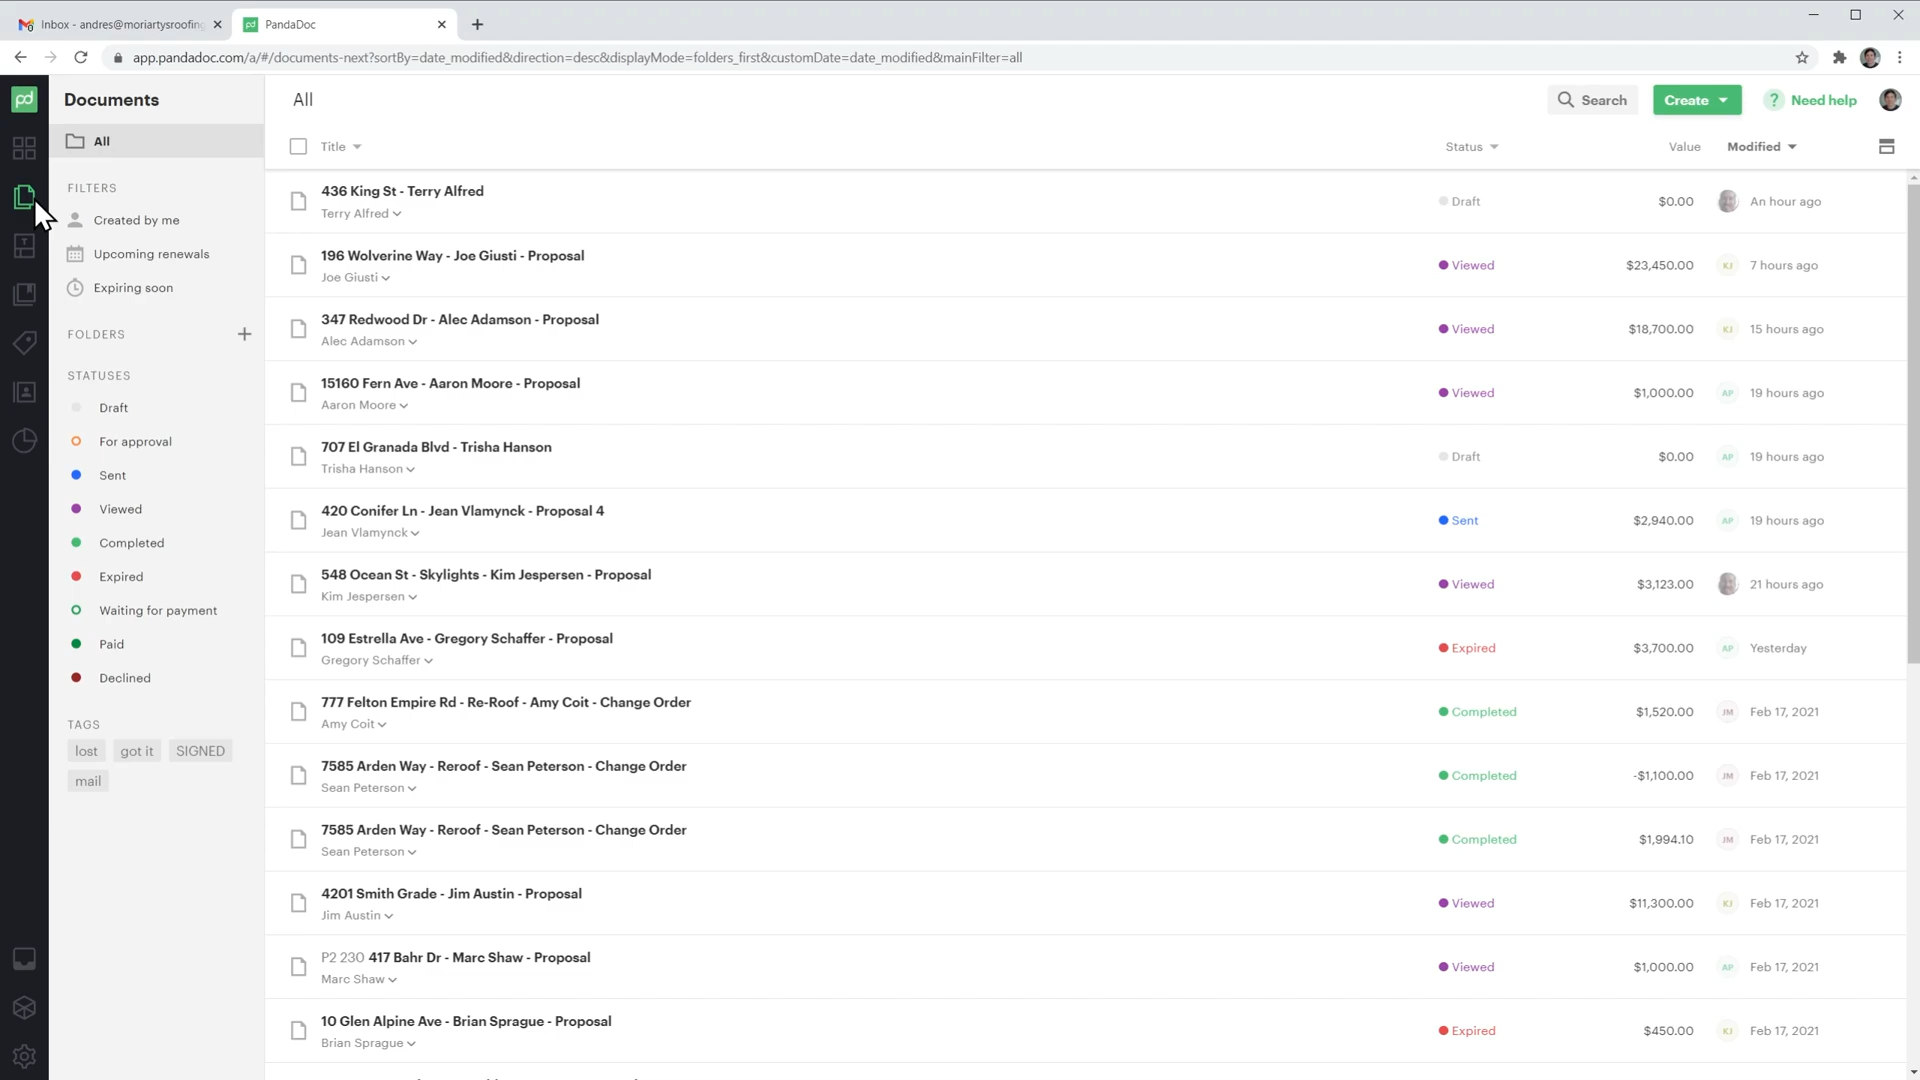 Inbox - andres@moriartysroofing
PandaDoc
app.pandadoc.com/a/#/documents-next?sortBy=date_modified&direction=desc&displayMode=folders_first&customDate=date_modified&mainFilter=all
pd
Documents
All
Search
Create
? Need help
All
Title
Status
Value
Modified
FILTERS
Created by me
Upcoming renewals
Expiring soon
FOLDERS
STATUSES
Draft
For approval
Sent
Viewed
Completed
Expired
Waiting for payment
Paid
Declined
TAGS
lost got it SIGNED
mail
436 King St - Terry Alfred
Terry Alfred
Draft $0.00 An hour ago
196 Wolverine Way - Joe Giusti - Proposal
Joe Giusti
Viewed $23,450.00 KJ 7 hours ago
347 Redwood Dr - Alec Adamson - Proposal
Alec Adamson
Viewed $18,700.00 KJ 15 hours ago
15160 Fern Ave - Aaron Moore - Proposal
Aaron Moore
Viewed $1,000.00 AP 19 hours ago
707 El Granada Blvd - Trisha Hanson
Trisha Hanson
Draft $0.00 AP 19 hours ago
420 Conifer Ln - Jean Vlamynck - Proposal 4
Jean Vlamynck
Sent $2,940.00 AP 19 hours ago
548 Ocean St - Skylights - Kim Jespersen - Proposal
Kim Jespersen
Viewed $3,123.00 21 hours ago
109 Estrella Ave - Gregory Schaffer - Proposal
Gregory Schaffer
Expired $3,700.00 AP Yesterday
777 Felton Empire Rd - Re-Roof - Amy Coit - Change Order
Amy Coit
Completed $1,520.00 JM Feb 17, 2021
7585 Arden Way - Reroof - Sean Peterson - Change Order
Sean Peterson
Completed -$1,100.00 JM Feb 17, 2021
7585 Arden Way - Reroof - Sean Peterson - Change Order
Sean Peterson
Completed $1,994.10 JM Feb 17, 2021
4201 Smith Grade - Jim Austin - Proposal
Jim Austin
Viewed $11,300.00 KJ Feb 17, 2021
P2 230 417 Bahr Dr - Marc Shaw - Proposal
Marc Shaw
Viewed $1,000.00 AP Feb 17, 2021
10 Glen Alpine Ave - Brian Sprague - Proposal
Brian Sprague
Expired $450.00 KJ Feb 17, 2021